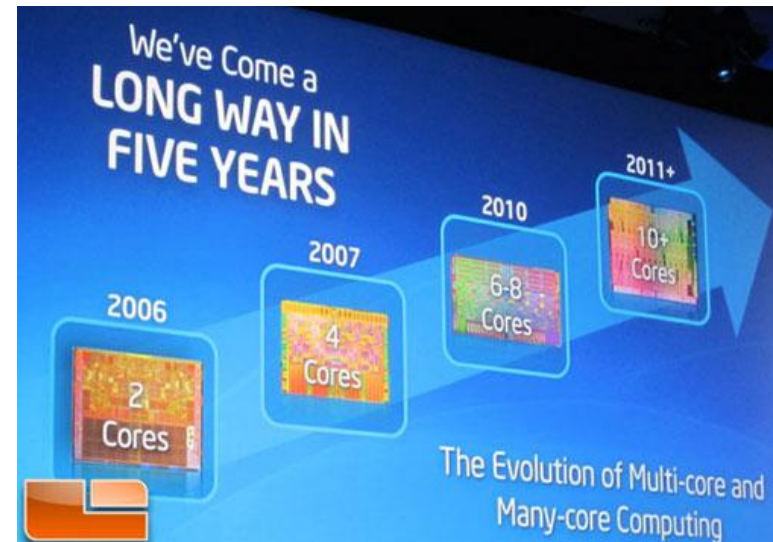 We've Come a
LONG WAY IN
FIVE YEARS
2006
2 Cores
2007
4 Cores
2010
6-8 Cores
2011+
10+ Cores
The Evolution of Multi-core and
Many-core Computing